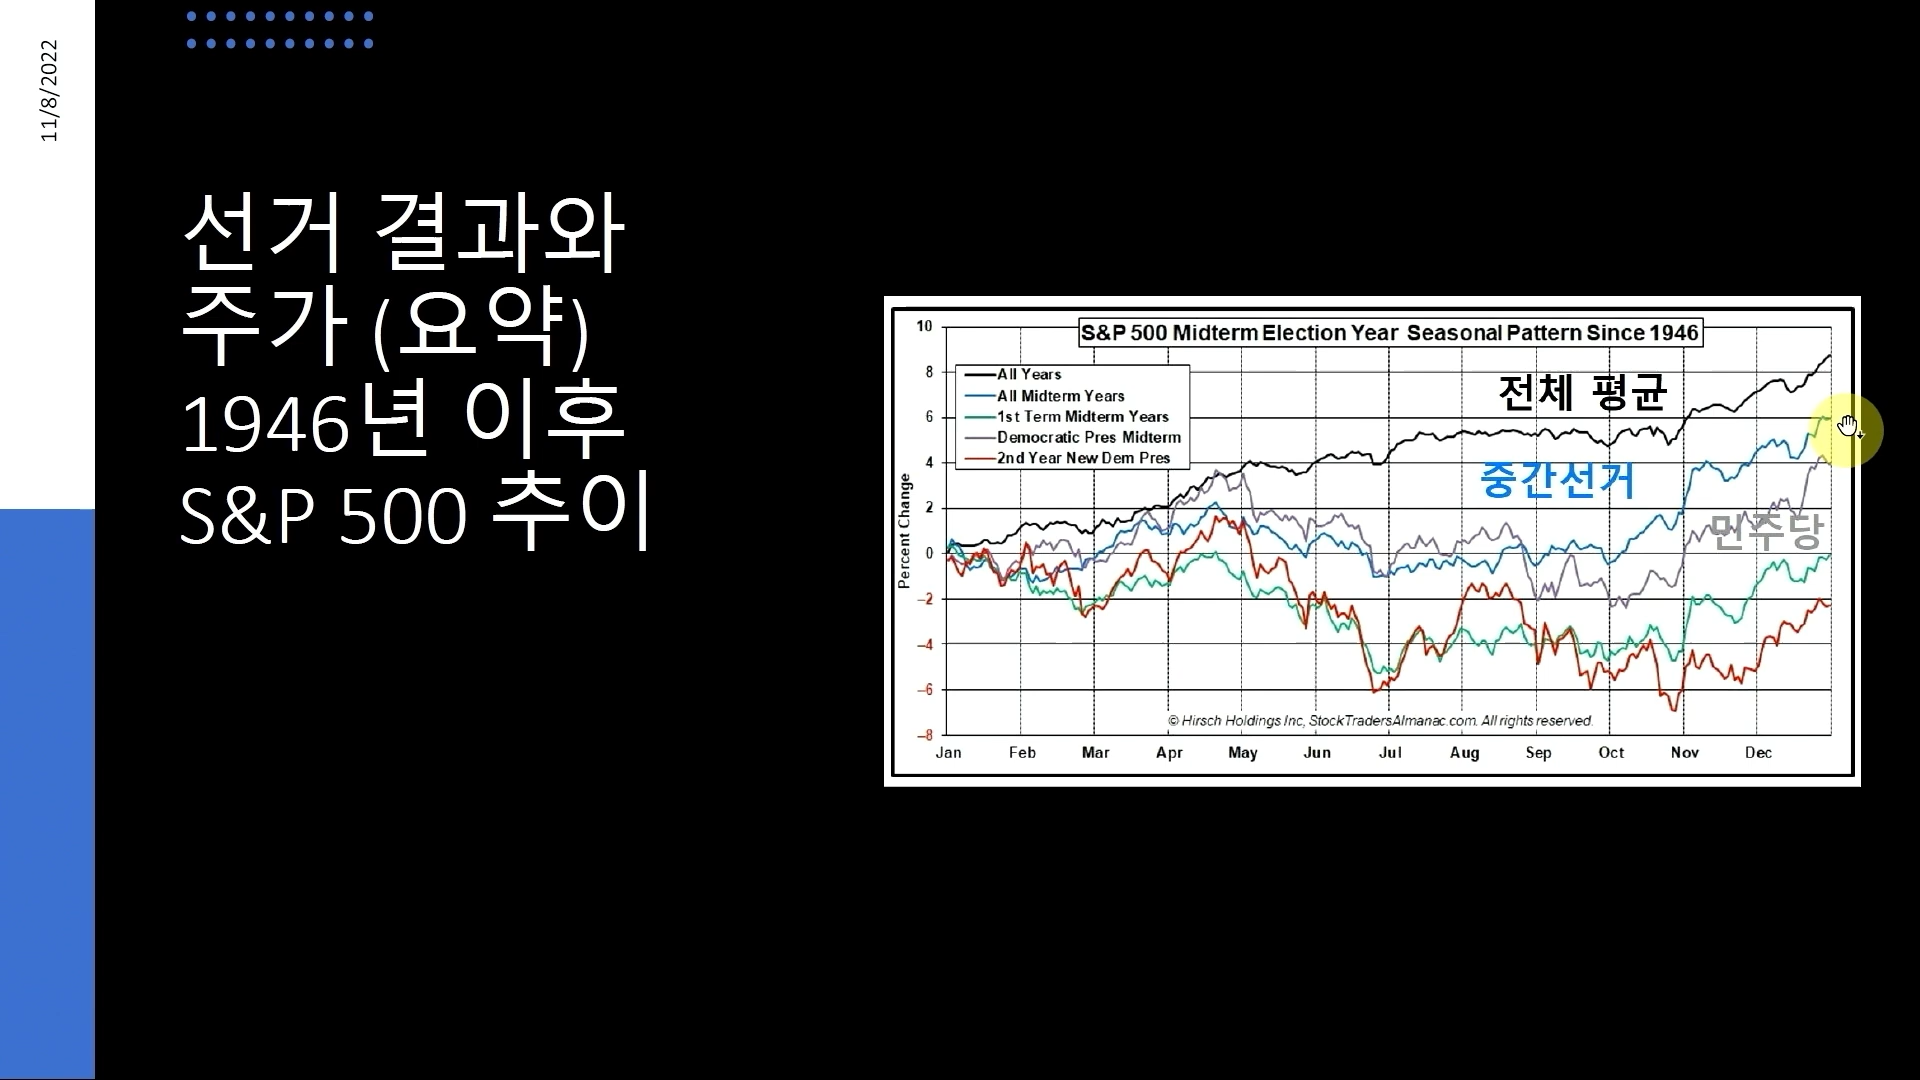 11/8/2022
선거 결과와
주가 (요약)
1946년 이후
S&P 500 추이
S&P 500 Midterm Election Year Seasonal Pattern Since 1946
10
8
6
4
2
0
−2
−4
−6
−8
Percent Change
All Years
All Midterm Years
1st Term Midterm Years
Democratic Pres Midterm
2nd Year New Dem Pres
전체 평균
중간선거
민주당
© Hirsch Holdings Inc, StockTradersAlmanac.com. All rights reserved.
Jan Feb Mar Apr May Jun Jul Aug Sep Oct Nov Dec